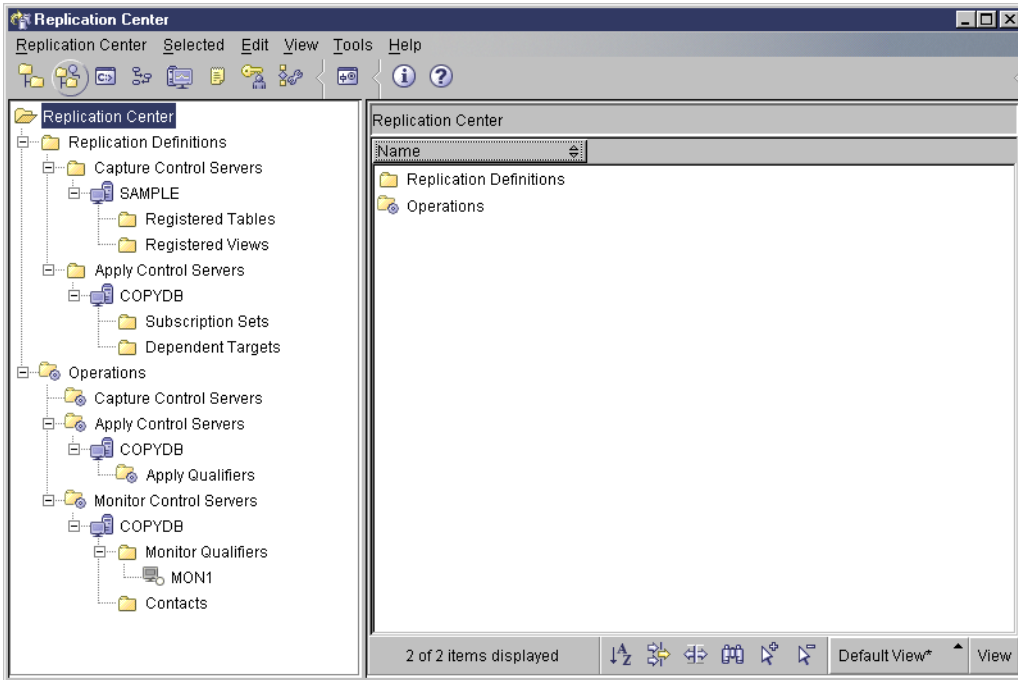 Replication Center
Replication Center Selected Edit View Tools Help
Replication Center
Replication Definitions
Capture Control Servers
SAMPLE
Registered Tables
Registered Views
Apply Control Servers
COPYDB
Subscription Sets
Dependent Targets
Operations
Capture Control Servers
Apply Control Servers
COPYDB
Apply Qualifiers
Monitor Control Servers
COPYDB
Monitor Qualifiers
MON1
Contacts
Replication Center
Name
Replication Definitions
Operations
2 of 2 items displayed
Default View*
View